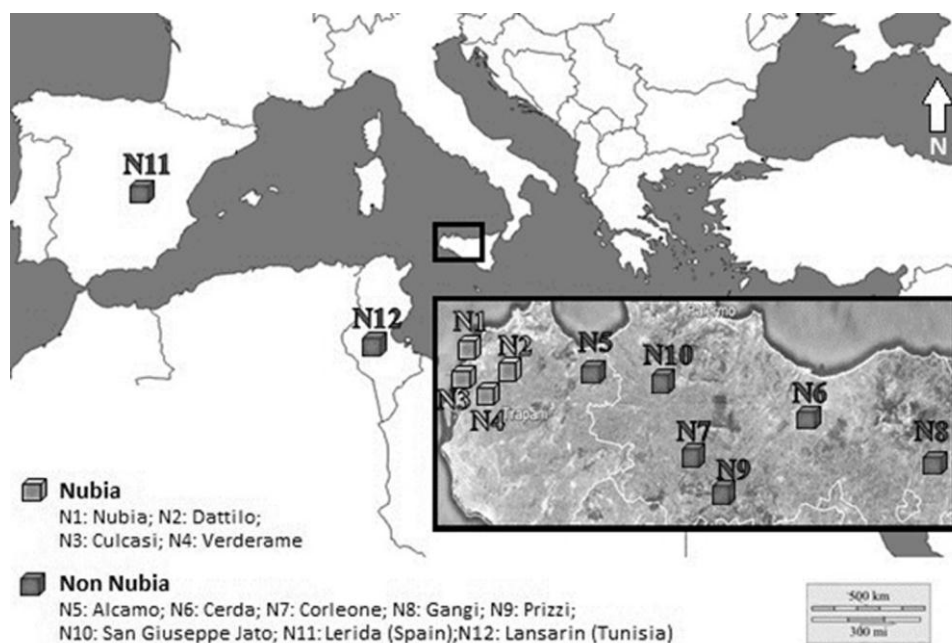 N11
N
N12
Palermo
N1
N2
N5
N10
N3
N4
Trapani
N6
N7
N8
N9
Nubia
N1: Nubia; N2: Dattilo;
N3: Culcasi; N4: Verderame
Non Nubia
N5: Alcamo; N6: Cerda; N7: Corleone; N8: Gangi; N9: Prizzi;
N10: San Giuseppe Jato; N11: Lerida (Spain);N12: Lansarin (Tunisia)
500 km
300 mi